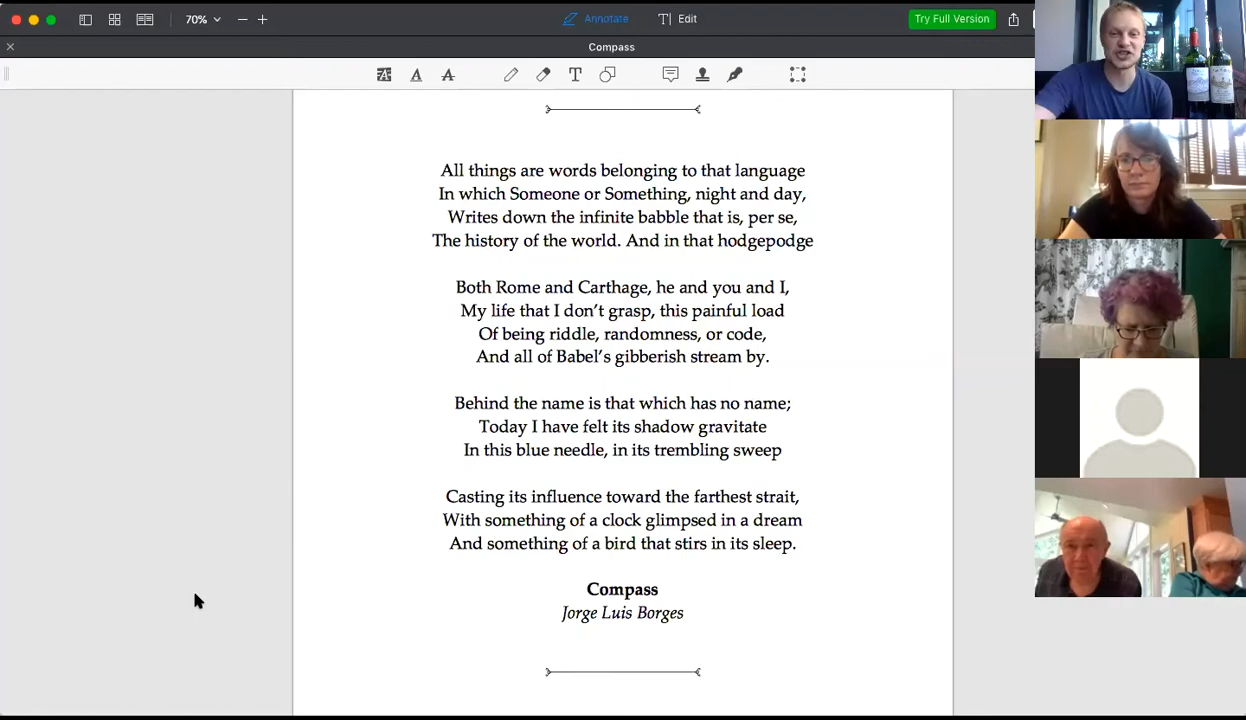 70%
Annotate
Edit
Try Full Version
Compass
All things are words belonging to that language
In which Someone or Something, night and day,
Writes down the infinite babble that is, per se,
The history of the world. And in that hodgepodge
Both Rome and Carthage, he and you and I,
My life that I don’t grasp, this painful load
Of being riddle, randomness, or code,
And all of Babel’s gibberish stream by.
Behind the name is that which has no name;
Today I have felt its shadow gravitate
In this blue needle, in its trembling sweep
Casting its influence toward the farthest strait,
With something of a clock glimpsed in a dream
And something of a bird that stirs in its sleep.
Compass
Jorge Luis Borges